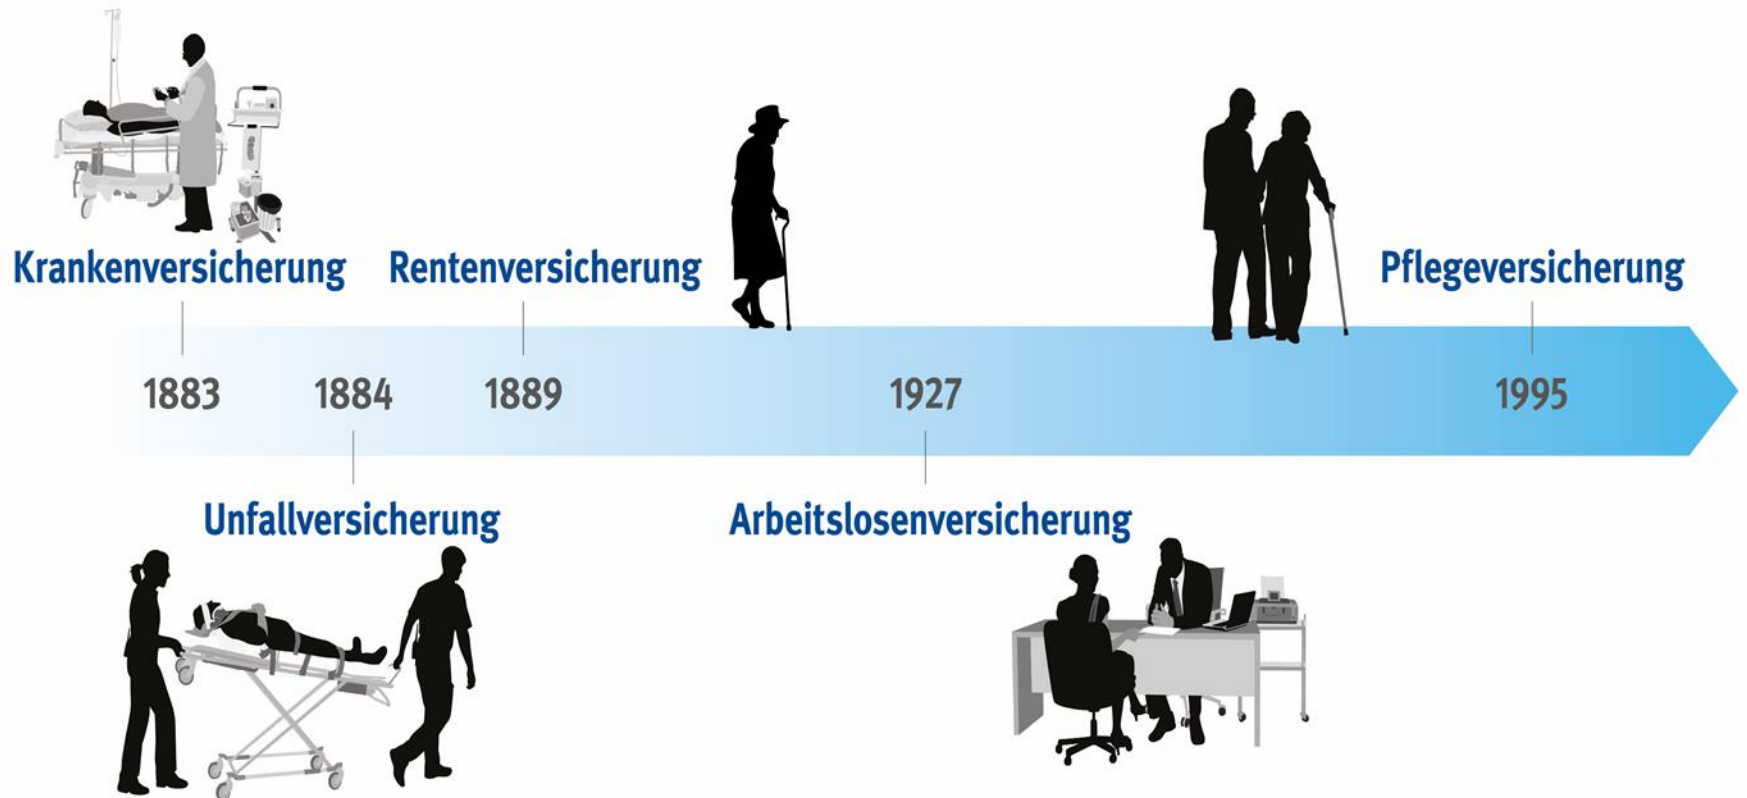 Krankenversicherung
Rentenversicherung
Pflegeversicherung
1883
1884
1889
1927
1995
Unfallversicherung
Arbeitslosenversicherung